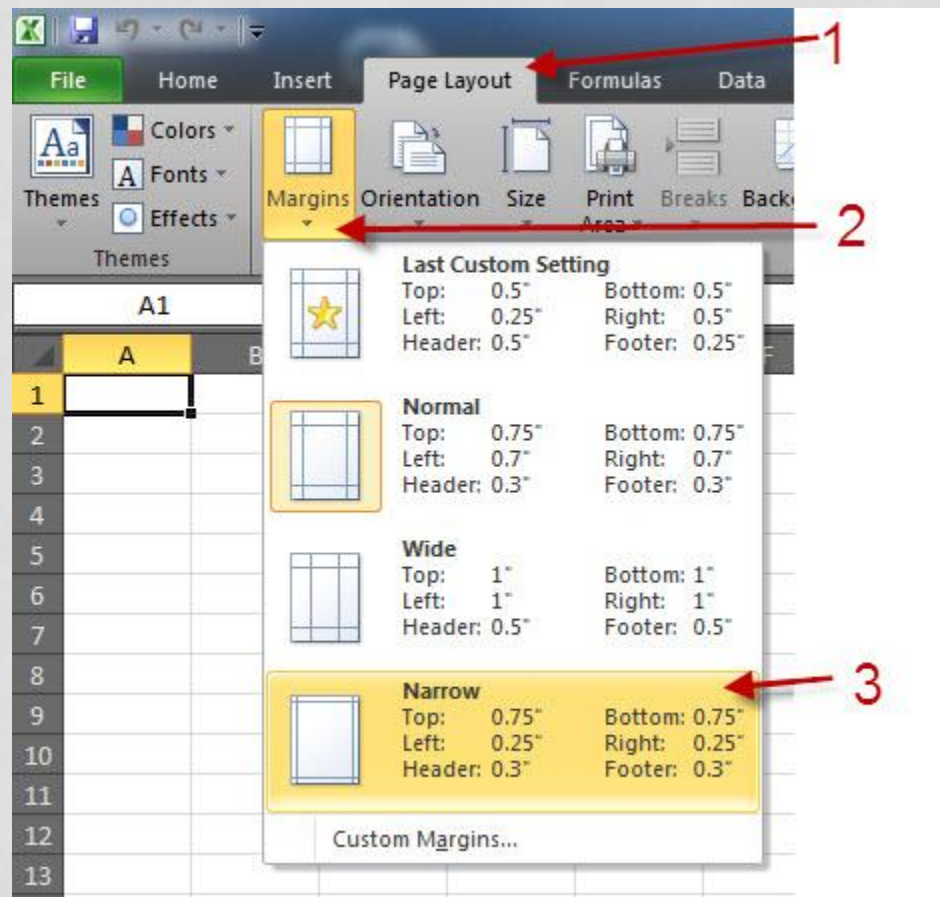 1
File Home Insert Page Layout Formulas Data
Colors
Fonts
Effects
Themes Margins Orientation Size Print Breaks
Area
2
Themes
A1
Last Custom Setting
Top: 0.5" Bottom: 0.5"
Left: 0.25" Right: 0.5"
Header: 0.5" Footer: 0.25"
A B F
1
2
3
4
5
6
7
8
9
10
11
12
13
Normal
Top: 0.75" Bottom: 0.75"
Left: 0.7" Right: 0.7"
Header: 0.3" Footer: 0.3"
Wide
Top: 1" Bottom: 1"
Left: 1" Right: 1"
Header: 0.5" Footer: 0.5"
3
Narrow
Top: 0.75" Bottom: 0.75"
Left: 0.25" Right: 0.25"
Header: 0.3" Footer: 0.3"
Custom Margins...